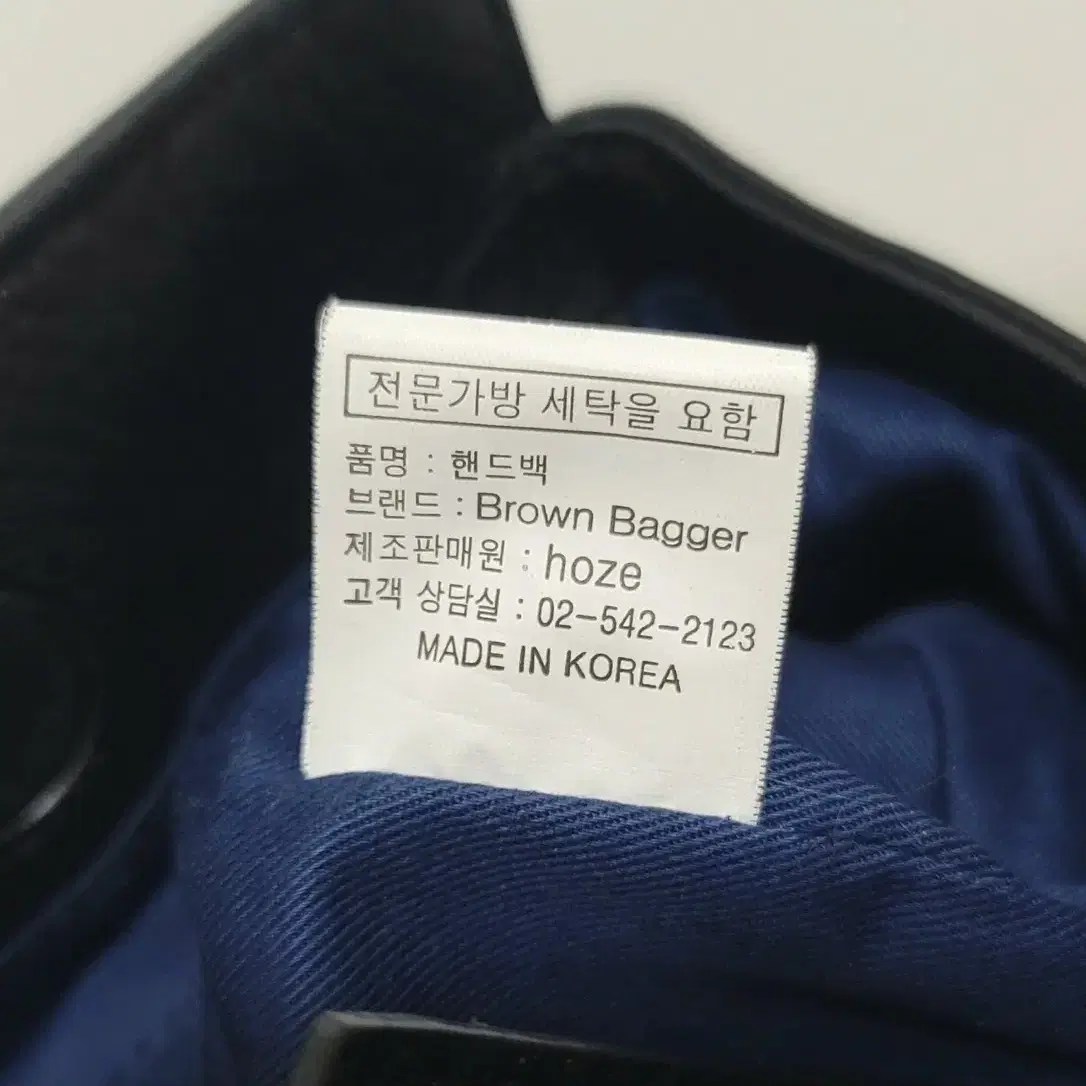 전문가방 세탁을 요함
품명 : 핸드백
브랜드 : Brown Bagger
제조판매원 : hoze
고객 상담실 : 02-542-2123
MADE IN KOREA